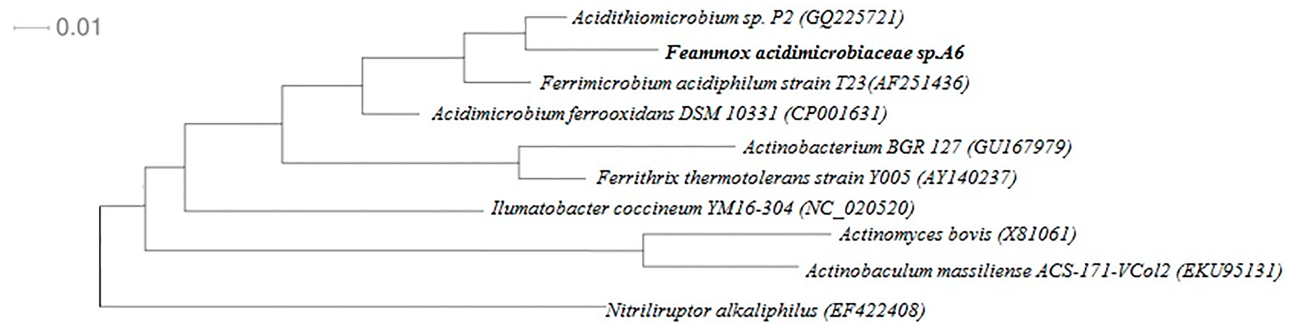 0.01
Acidithiomicrobium sp. P2 (GQ225721)
Feammox acidimicrobiaceae sp.A6
Ferrimicrobium acidiphilum strain T23(AF251436)
Acidimicrobium ferrooxidans DSM 10331 (CP001631)
Actinobacterium BGR 127 (GU167979)
Ferrithrix thermotolerans strain Y005 (AY140237)
Ilumatobacter coccineum YM16-304 (NC_020520)
Actinomyces bovis (X81061)
Actinobaculum massiliense ACS-171-VCol2 (EKU95131)
Nitriliruptor alkaliphilus (EF422408)